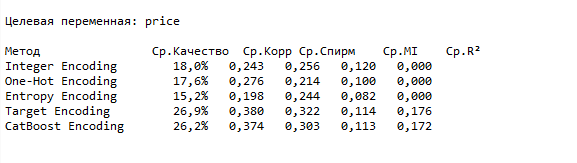 Целевая переменная: price
Метод Ср.Качество Ср.Корр Ср.Спирм Ср.MI Ср.R²
Integer Encoding 18,0% 0,243 0,256 0,120 0,000
One-Hot Encoding 17,6% 0,276 0,214 0,100 0,000
Entropy Encoding 15,2% 0,198 0,244 0,082 0,000
Target Encoding 26,9% 0,380 0,322 0,114 0,176
CatBoost Encoding 26,2% 0,374 0,303 0,113 0,172